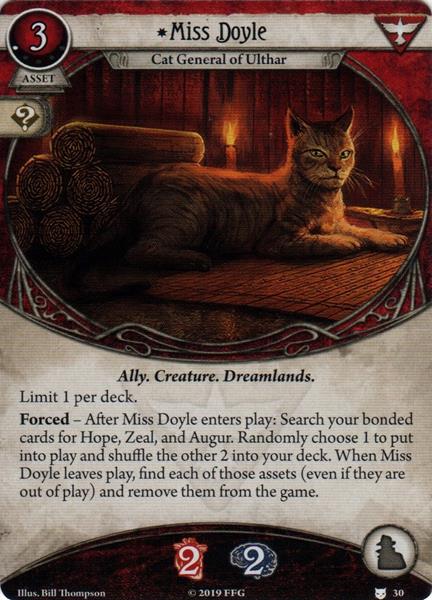 3
✷Miss Doyle
ASSET
Cat General of Ulthar
?
Ally. Creature. Dreamlands.
Limit 1 per deck.
Forced – After Miss Doyle enters play: Search your bonded
cards for Hope, Zeal, and Augur. Randomly choose 1 to put
into play and shuffle the other 2 into your deck. When Miss
Doyle leaves play, find each of those assets (even if they are
out of play) and remove them from the game.
2 2
Illus. Bill Thompson © 2019 FFG 30